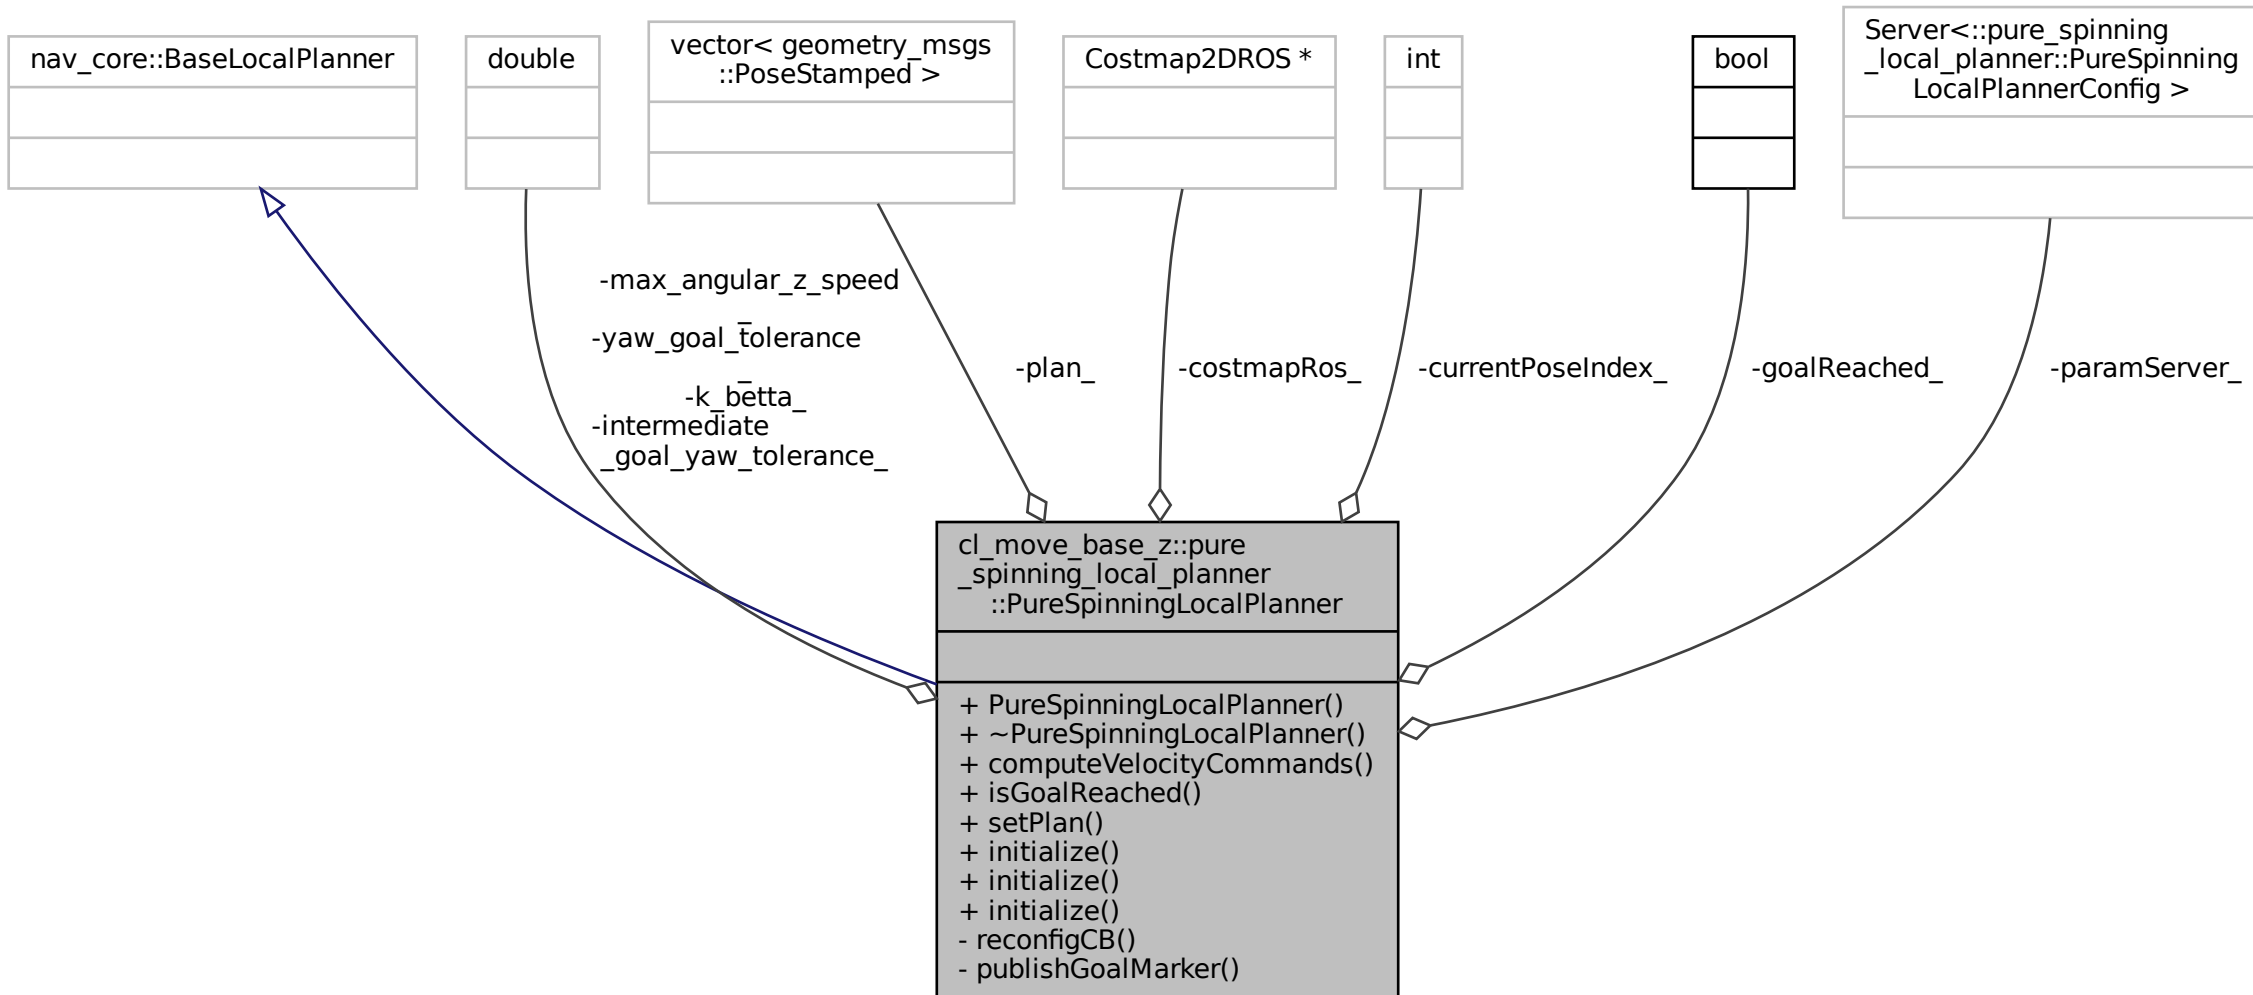 nav_core::BaseLocalPlanner
double
vector< geometry_msgs
::PoseStamped >
Costmap2DROS *
int
bool
Server<::pure_spinning
_local_planner::PureSpinning
LocalPlannerConfig >
-max_angular_z_speed
_
-yaw_goal_tolerance
_
-k_betta_
-intermediate
_goal_yaw_tolerance_
-plan_
-costmapRos_
-currentPoseIndex_
-goalReached_
-paramServer_
cl_move_base_z::pure
_spinning_local_planner
::PureSpinningLocalPlanner
+ PureSpinningLocalPlanner()
+ ~PureSpinningLocalPlanner()
+ computeVelocityCommands()
+ isGoalReached()
+ setPlan()
+ initialize()
+ initialize()
+ initialize()
- reconfigCB()
- publishGoalMarker()